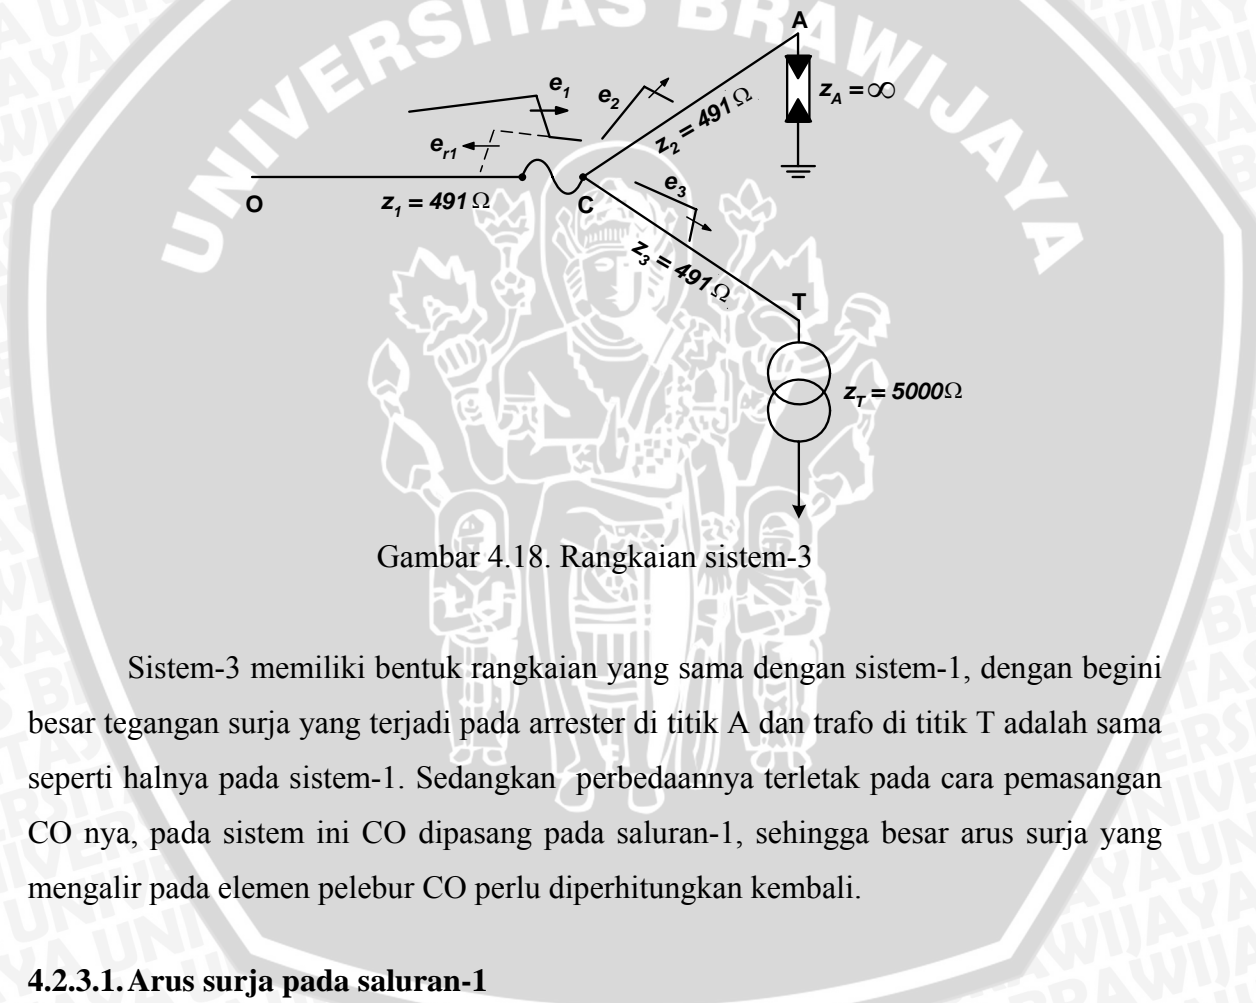 UNIVERSITAS BRAWIJAYA
A
e1
e2
zA = ∞
z2 = 491 Ω
er1
e3
O
z1 = 491 Ω
C
z3 = 491 Ω
T
zT = 5000Ω
Gambar 4.18. Rangkaian sistem-3
Sistem-3 memiliki bentuk rangkaian yang sama dengan sistem-1, dengan begini
besar tegangan surja yang terjadi pada arrester di titik A dan trafo di titik T adalah sama
seperti halnya pada sistem-1. Sedangkan perbedaannya terletak pada cara pemasangan
CO nya, pada sistem ini CO dipasang pada saluran-1, sehingga besar arus surja yang
mengalir pada elemen pelebur CO perlu diperhitungkan kembali.
4.2.3.1. Arus surja pada saluran-1